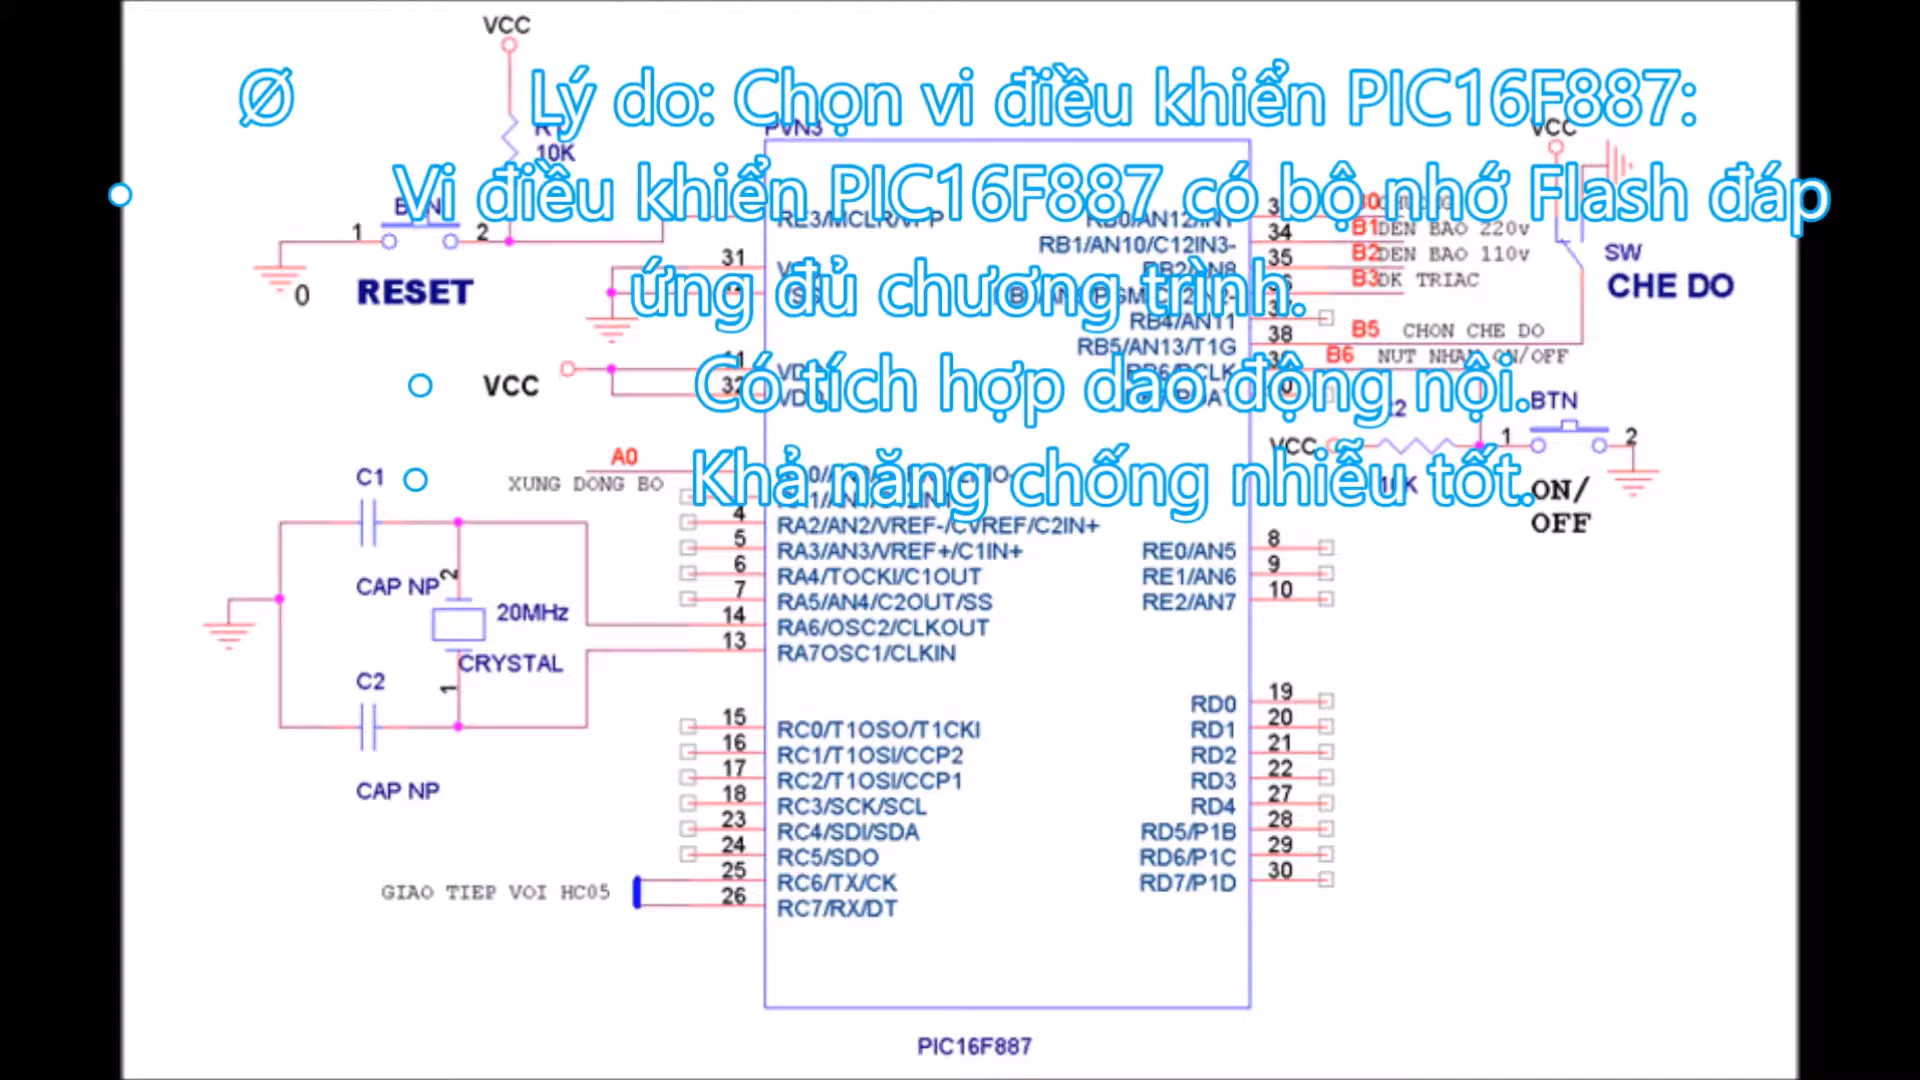 VCC
Ø Lý do: Chọn vi điều khiển PIC16F887:
VCC
10K
Vi điều khiển PIC16F887 có bộ nhớ Flash đáp
1 2
34 B1 DEN BAO 220v
RB1/AN10/C12IN3-
SW
31
35 B2 DEN BAO 110v
B3 DK TRIAC
0 RESET
CHE DO
ứng đủ chương trình.
RB4/AN11
38 B5 CHON CHE DO
RB5/AN13/T1G
B6 NUT NHAN ON/OFF
11
VCC
32
Có tích hợp dao động nội.
BTN
VCC
1 2
A0
XUNG DONG BO
Khả năng chống nhiễu tốt.
ON/
OFF
C1
4 RA2/AN2/VREF-/CVREF/C2IN+
5 RA3/AN3/VREF+/C1IN+
RE0/AN5 8
6 RA4/TOCKI/C1OUT
RE1/AN6 9
7 RA5/AN4/C2OUT/SS
RE2/AN7 10
CAP NP
2
20MHz
14 RA6/OSC2/CLKOUT
13 RA7OSC1/CLKIN
CRYSTAL
C2
1
CAP NP
15 RC0/T1OSO/T1CKI
16 RC1/T1OSI/CCP2
17 RC2/T1OSI/CCP1
18 RC3/SCK/SCL
23 RC4/SDI/SDA
24 RC5/SDO
25 RC6/TX/CK
26 RC7/RX/DT
GIAO TIEP VOI HC05
RD0 19
RD1 20
RD2 21
RD3 22
RD4 27
RD5/P1B 28
RD6/P1C 29
RD7/P1D 30
PIC16F887